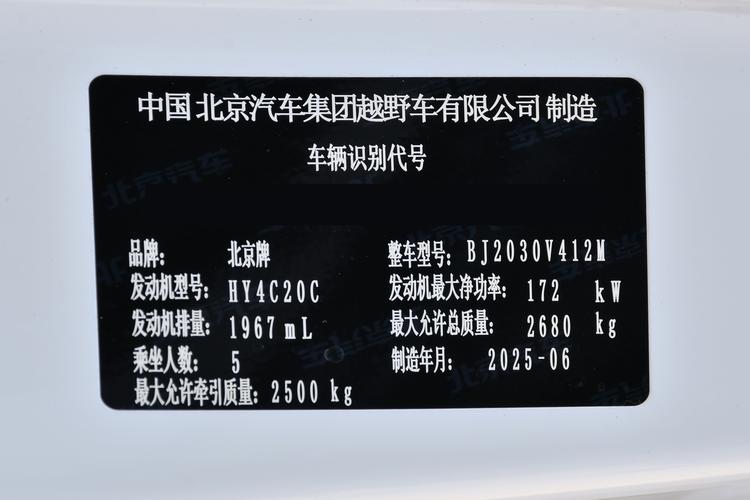 中国 北京汽车集团越野车有限公司 制造
车辆识别代号
品牌： 北京牌 整车型号：BJ2030V412M
发动机型号：HY4C20C 发动机最大净功率：172 kW
发动机排量：1967 mL 最大允许总质量：2680 kg
乘坐人数：5 制造年月：2025-06
最大允许牵引质量：2500 kg
北京汽车